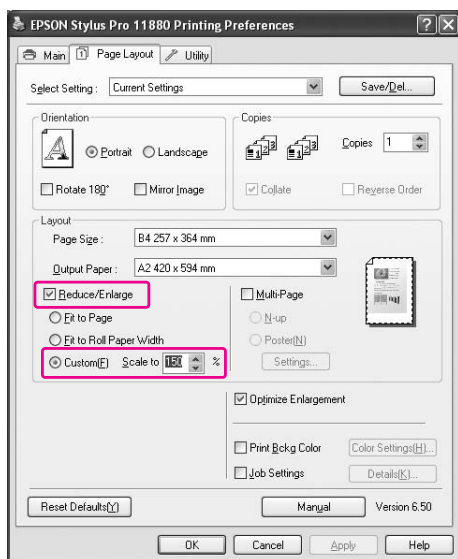 EPSON Stylus Pro 11880 Printing Preferences
Main Page Layout Utility
Select Setting : Current Settings Save/Del...
Orientation
A Portrait Landscape
Rotate 180° Mirror Image
Copies
Copies 1
Collate Reverse Order
Layout
Page Size : B4 257 x 364 mm
Output Paper : A2 420 x 594 mm
Reduce/Enlarge
Fit to Page
Fit to Roll Paper Width
Custom(F) Scale to 150 %
Multi-Page
N-up
Poster(N)
Settings...
Optimize Enlargement
Print Bckg Color Color Settings(H)...
Job Settings Details(K)...
Reset Defaults(Y) Manual Version 6.50
OK Cancel Apply Help